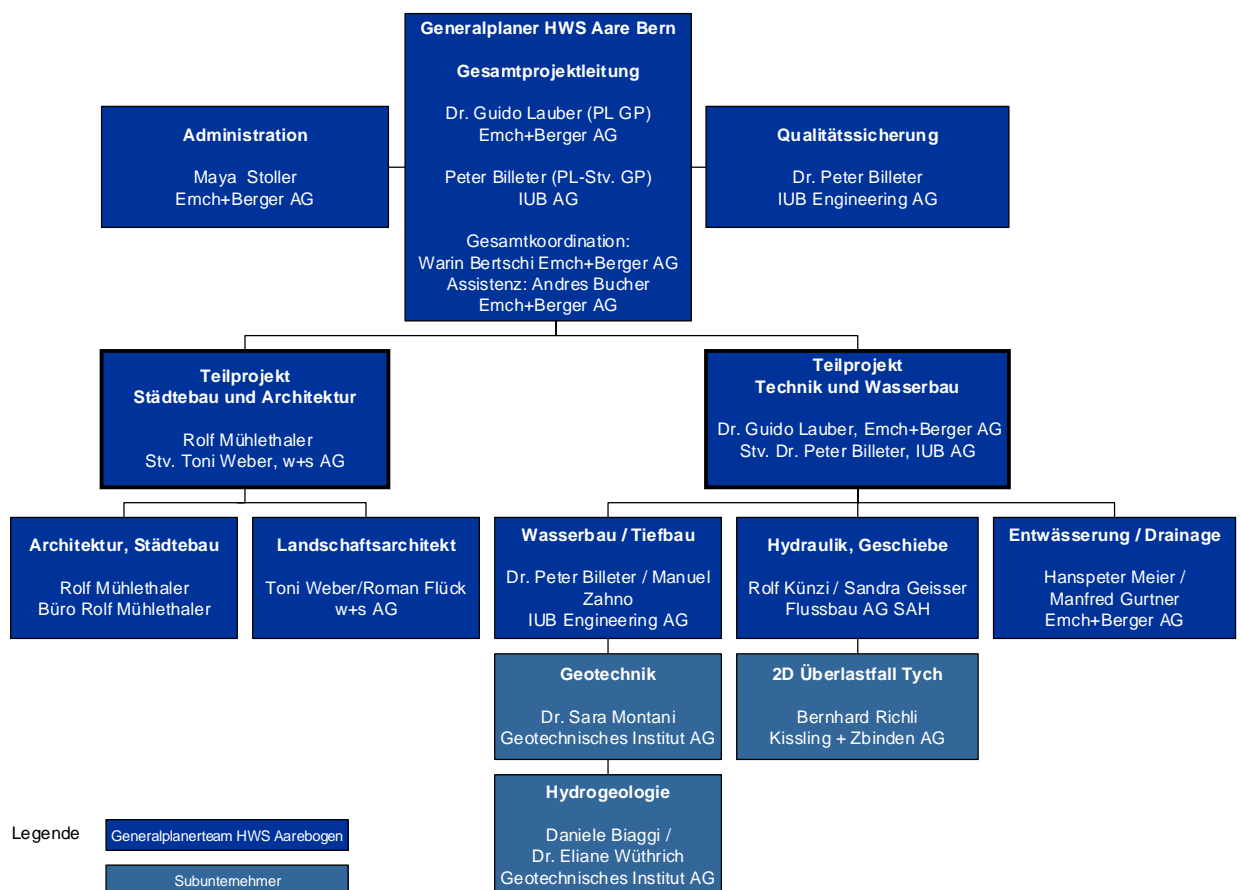 Generalplaner HWS Aare Bern
Gesamtprojektleitung
Dr. Guido Lauber (PL GP)
Emch+Berger AG
Peter Billeter (PL-Stv. GP)
IUB AG
Gesamtkoordination:
Warin Bertschi Emch+Berger AG
Assistenz: Andres Bucher
Emch+Berger AG
Administration
Maya Stoller
Emch+Berger AG
Qualitätssicherung
Dr. Peter Billeter
IUB Engineering AG
Teilprojekt
Städtebau und Architektur
Rolf Mühlethaler
Stv. Toni Weber, w+s AG
Teilprojekt
Technik und Wasserbau
Dr. Guido Lauber, Emch+Berger AG
Stv. Dr. Peter Billeter, IUB AG
Architektur, Städtebau
Rolf Mühlethaler
Büro Rolf Mühlethaler
Landschaftsarchitekt
Toni Weber/Roman Flück
w+s AG
Wasserbau / Tiefbau
Dr. Peter Billeter / Manuel
Zahno
IUB Engineering AG
Hydraulik, Geschiebe
Rolf Künzi / Sandra Geisser
Flussbau AG SAH
Entwässerung / Drainage
Hanspeter Meier /
Manfred Gurtner
Emch+Berger AG
Geotechnik
Dr. Sara Montani
Geotechnisches Institut AG
2D Überlastfall Tych
Bernhard Richli
Kissling + Zbinden AG
Hydrogeologie
Daniele Biaggi /
Dr. Eliane Wüthrich
Geotechnisches Institut AG
Legende
Generalplanerteam HWS Aarebogen
Subunternehmer